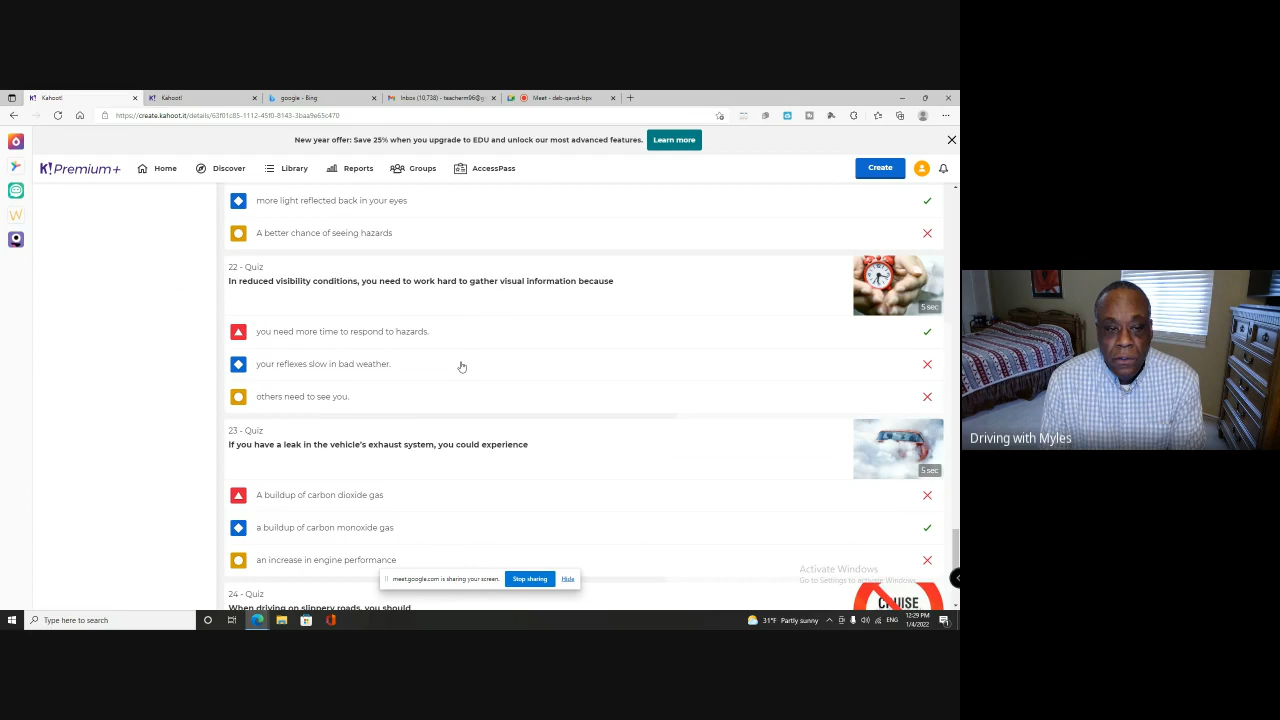 Kahoot!
Kahoot!
google - Bing
Inbox (10,738) - teacherm96@g
Meet - deb-qawd-bpx
https://create.kahoot.it/details/63f01c85-1112-45f0-8143-3baa9e65c470
New year offer: Save 25% when you upgrade to EDU and unlock our most advanced features.
Learn more
K!Premium+
Home
Discover
Library
Reports
Groups
AccessPass
Create
more light reflected back in your eyes
A better chance of seeing hazards
22 - Quiz
In reduced visibility conditions, you need to work hard to gather visual information because
5 sec
you need more time to respond to hazards.
your reflexes slow in bad weather.
others need to see you.
23 - Quiz
If you have a leak in the vehicle's exhaust system, you could experience
5 sec
A buildup of carbon dioxide gas
a buildup of carbon monoxide gas
an increase in engine performance
meet.google.com is sharing your screen.
Stop sharing
Hide
Activate Windows
Go to Settings to activate Windows.
24 - Quiz
When driving on slippery roads, you should
CRUISE
Type here to search
31°F Partly sunny
ENG
12:29 PM
1/4/2022
Driving with Myles